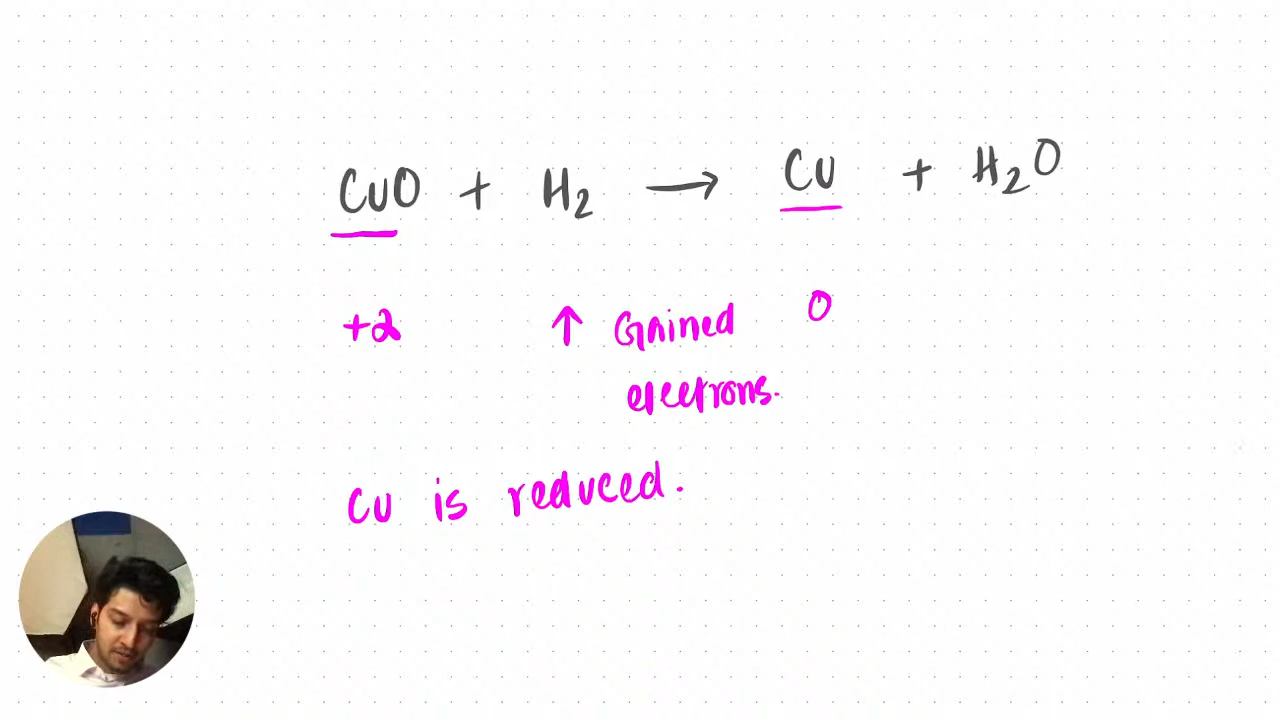 CuO + H₂ → Cu + H₂O
+2 ↑ Gained 0
electrons.
Cu is reduced.